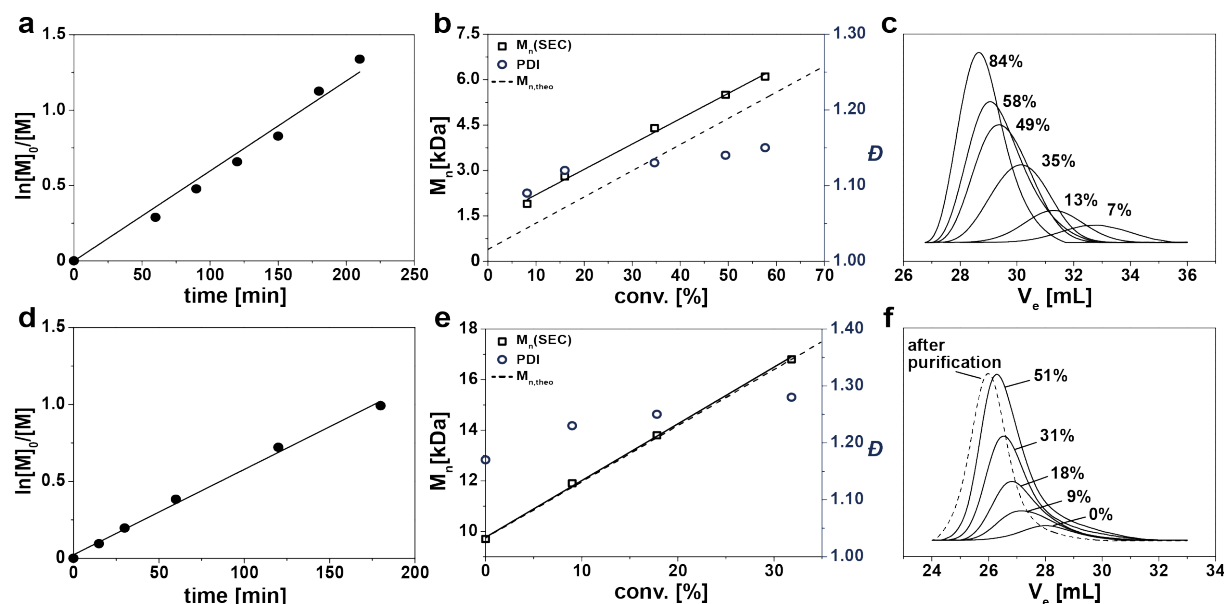 a
1.5
1.0
0.5
0
ln[M]0/[M]
0 50 100 150 200 250
time [min]
b
7.5
6.0
4.5
3.0
1.5
0
Mn[kDa]
Mn(SEC)
PDI
Mn,theo
1.30
1.20
1.10
1.00
Đ
0 10 20 30 40 50 60 70
conv. [%]
c
84%
58%
49%
35%
13%
7%
26 28 30 32 34 36
Ve [mL]
d
1.5
1.0
0.5
0
ln[M]0/[M]
0 50 100 150 200
time [min]
e
18
16
14
12
10
Mn[kDa]
Mn(SEC)
PDI
Mn,theo
1.40
1.30
1.20
1.10
1.00
Đ
0 10 20 30
conv. [%]
f
after
purification
51%
31%
18%
9%
0%
24 26 28 30 32 34
Ve [mL]